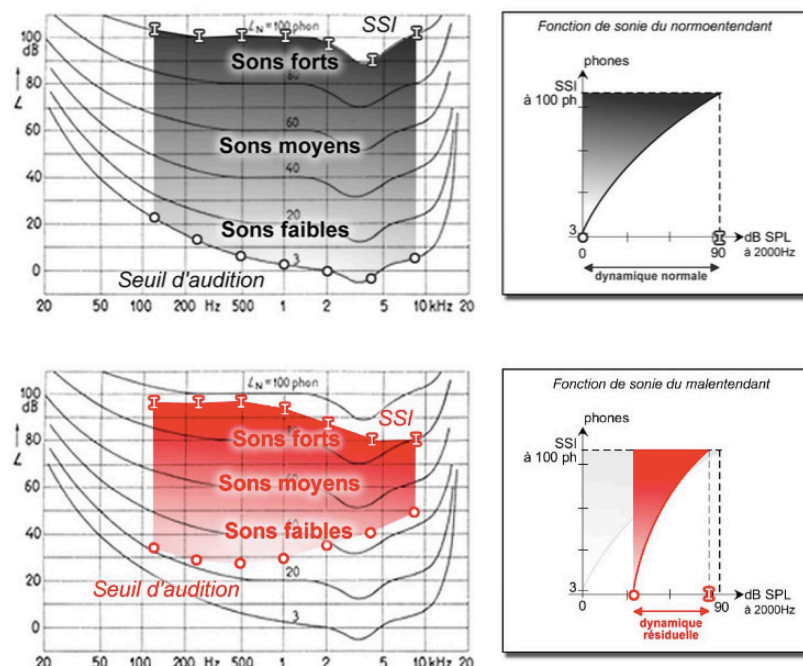 L_N = 100 phon
SSI
100
dB
80
L
60
40
20
0
Sons forts
80
Sons moyens
60
40
Sons faibles
20
3
Seuil d'audition
20 50 100 200 Hz 500 1 2 5 10 kHz 20
Fonction de sonie du normoentendant
phones
SSI
à 100 ph
3
0
90
dB SPL
à 2000Hz
dynamique normale
L_N = 100 phon
SSI
100
dB
80
L
60
40
20
0
Sons forts
Sons moyens
Sons faibles
20
3
Seuil d'audition
20 50 100 200 Hz 500 1 2 5 10 kHz 20
Fonction de sonie du malentendant
phones
SSI
à 100 ph
3
0
90
dB SPL
à 2000Hz
dynamique
résiduelle